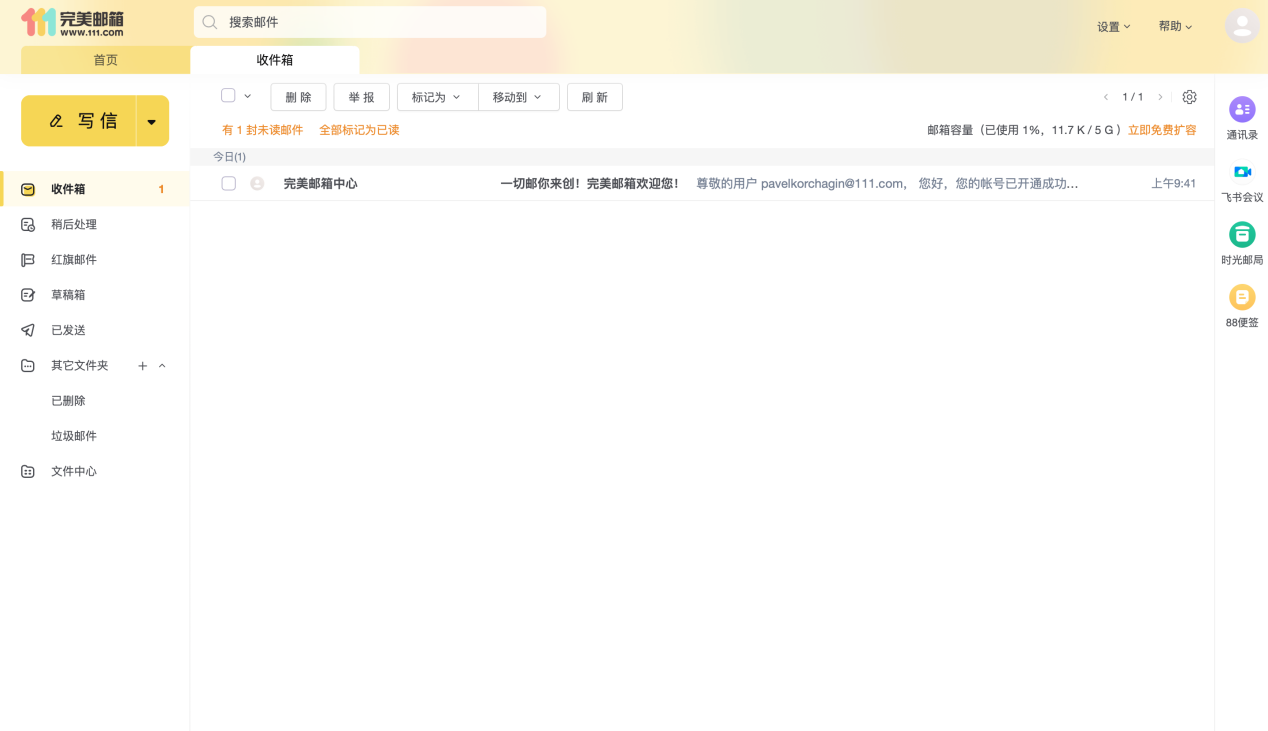 完美邮箱
www.111.com
搜索邮件
设置
帮助
首页
收件箱
写 信
删 除
举 报
标记为
移动到
刷 新
1 / 1
有 1 封未读邮件 全部标记为已读
邮箱容量（已使用 1%，11.7 K / 5 G ）立即免费扩容
今日(1)
完美邮箱中心 一切邮你来创！完美邮箱欢迎您！ 尊敬的用户 pavelkorchagin@111.com， 您好，您的帐号已开通成功... 上午9:41
收件箱 1
稍后处理
红旗邮件
草稿箱
已发送
其它文件夹
已删除
垃圾邮件
文件中心
通讯录
飞书会议
时光邮局
88便签